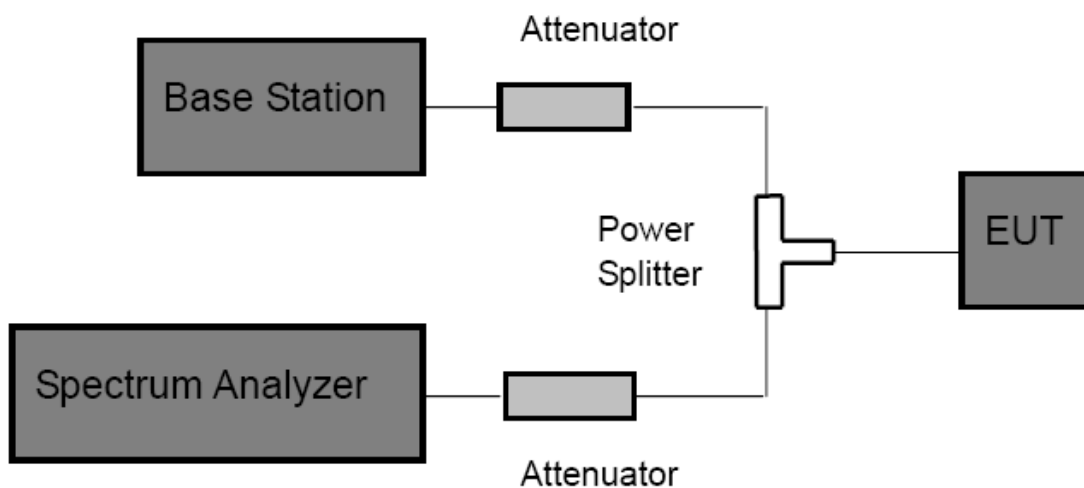 Attenuator
Base Station
Power
Splitter
EUT
Spectrum Analyzer
Attenuator